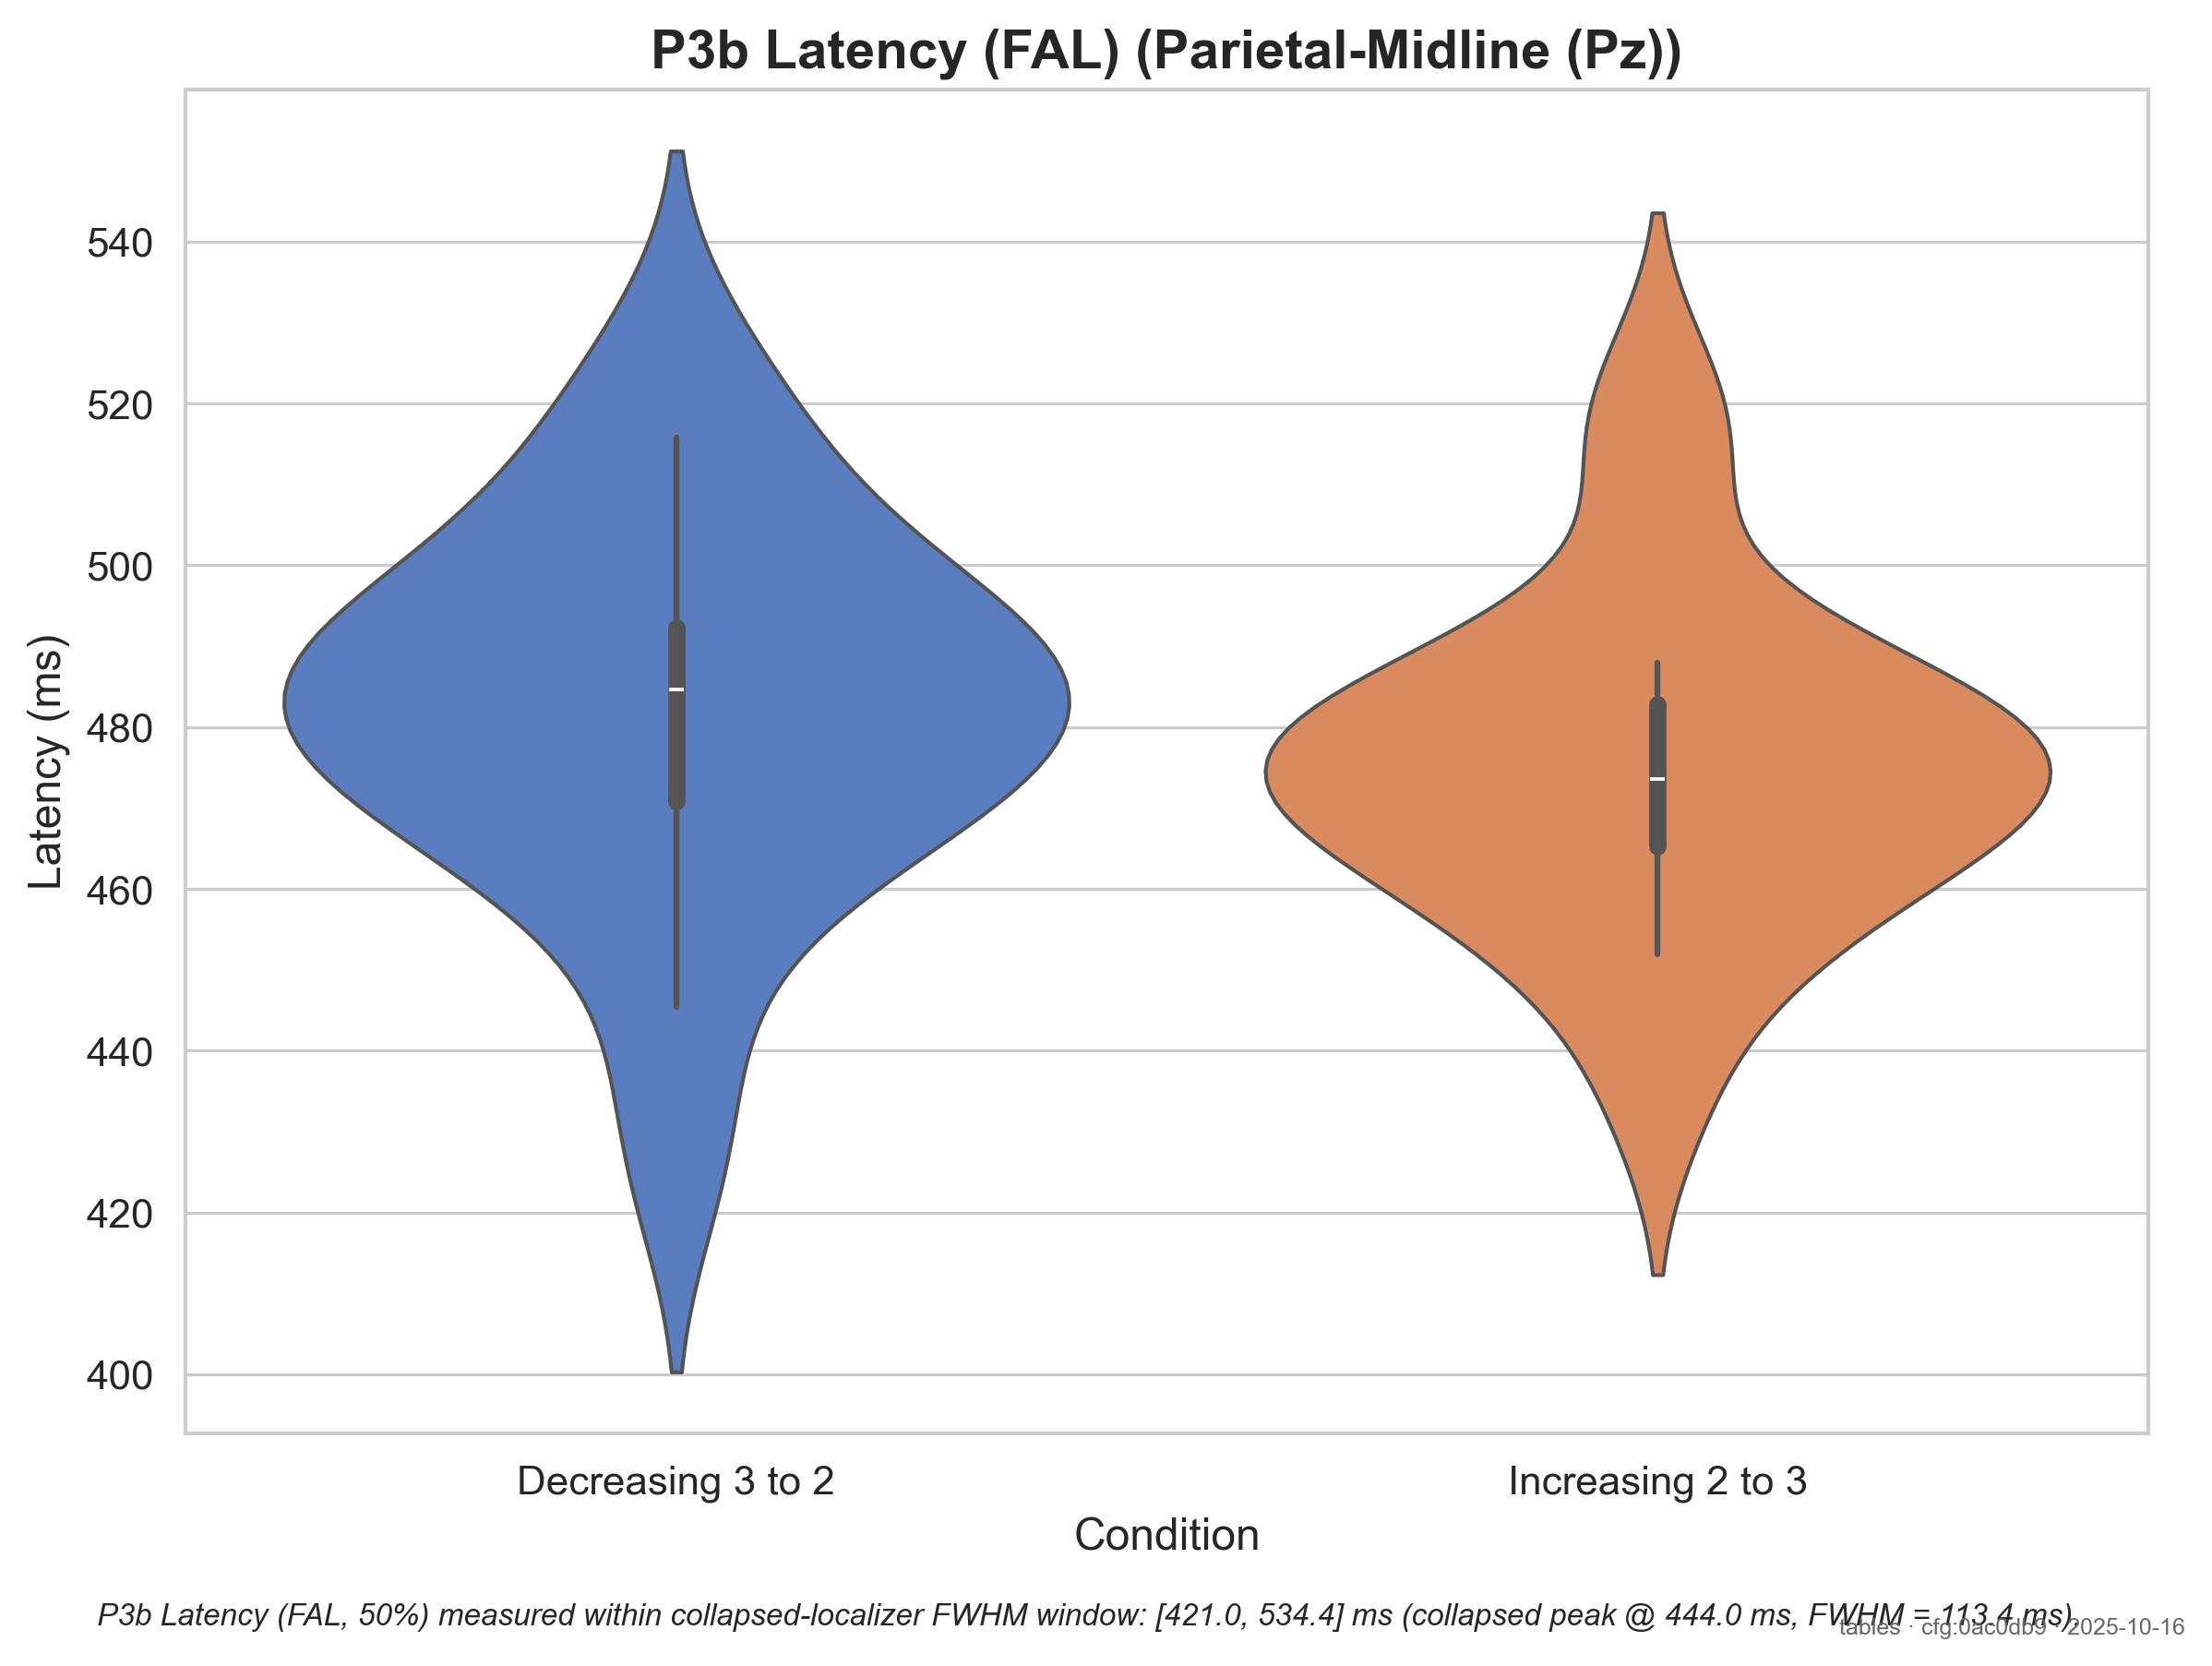 P3b Latency (FAL) (Parietal-Midline (Pz))
Latency (ms)
540
520
500
480
460
440
420
400
Decreasing 3 to 2
Increasing 2 to 3
Condition
P3b Latency (FAL, 50%) measured within collapsed-localizer FWHM window: [421.0, 534.4] ms (collapsed peak @ 444.0 ms, FWHM = 113.4 ms).
tables · cfg:0ac0db9 · 2025-10-16